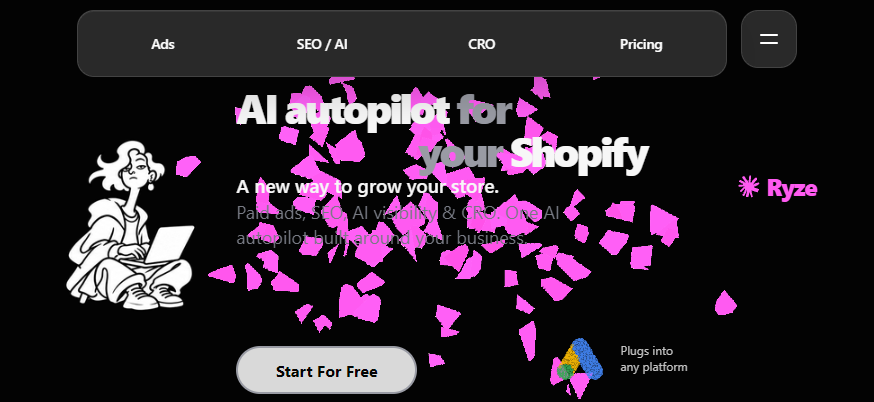 Ads
SEO / AI
CRO
Pricing
AI autopilot for
your Shopify
A new way to grow your store.
Paid ads, SEO, AI visibility & CRO. One AI
autopilot built around your business.
Ryze
Start For Free
Plugs into
any platform